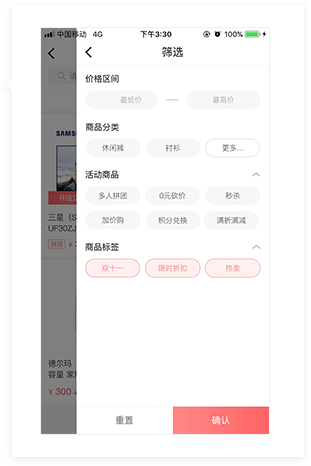 中国移动 4G 下午3:30 100%
筛选
价格区间
最低价 — 最高价
商品分类
休闲裤 衬衫 更多...
活动商品
多人拼团 0元砍价 秒杀
加价购 积分兑换 满折满减
商品标签
双十一 限时折扣 热卖
SAMS
三星（S
UF30ZJ
拼团
德尔玛
容量 家用
¥ 300
重置 确认